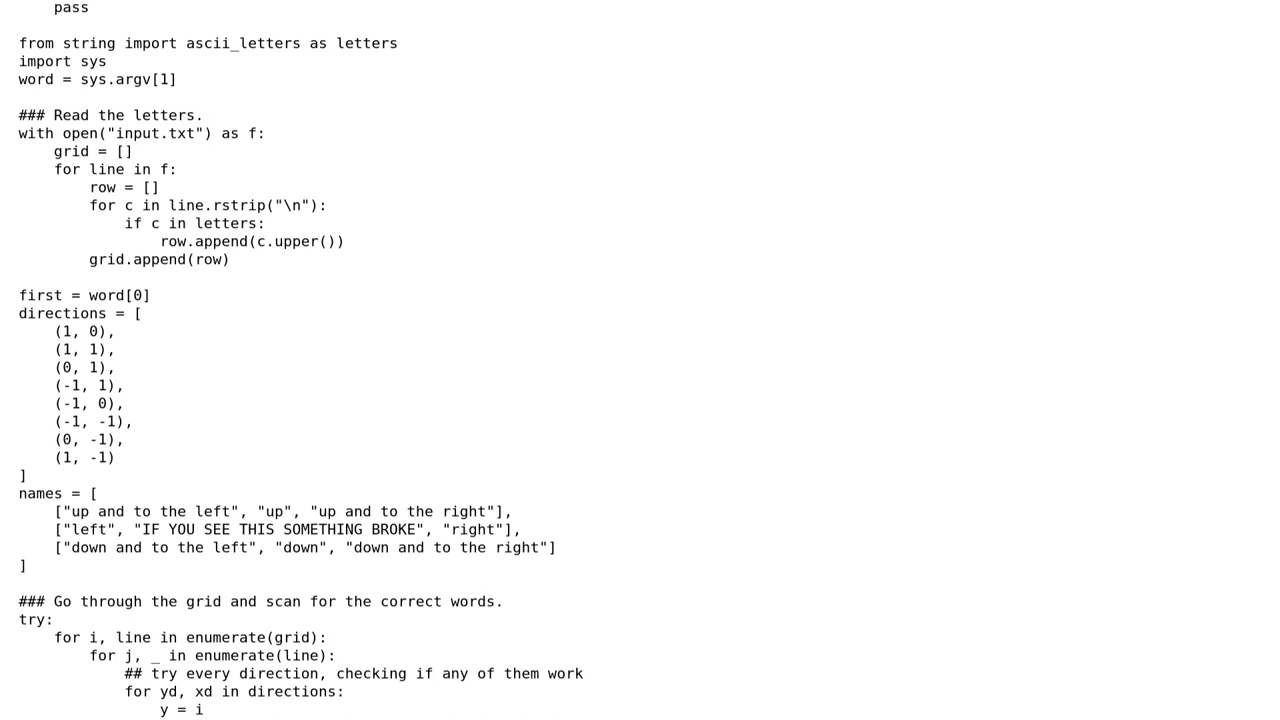 pass

from string import ascii_letters as letters
import sys
word = sys.argv[1]

### Read the letters.
with open("input.txt") as f:
    grid = []
    for line in f:
        row = []
        for c in line.rstrip("\n"):
            if c in letters:
                row.append(c.upper())
        grid.append(row)

first = word[0]
directions = [
    (1, 0),
    (1, 1),
    (0, 1),
    (-1, 1),
    (-1, 0),
    (-1, -1),
    (0, -1),
    (1, -1)
]
names = [
    ["up and to the left", "up", "up and to the right"],
    ["left", "IF YOU SEE THIS SOMETHING BROKE", "right"],
    ["down and to the left", "down", "down and to the right"]
]

### Go through the grid and scan for the correct words.
try:
    for i, line in enumerate(grid):
        for j, _ in enumerate(line):
            ## try every direction, checking if any of them work
            for yd, xd in directions:
                y = i